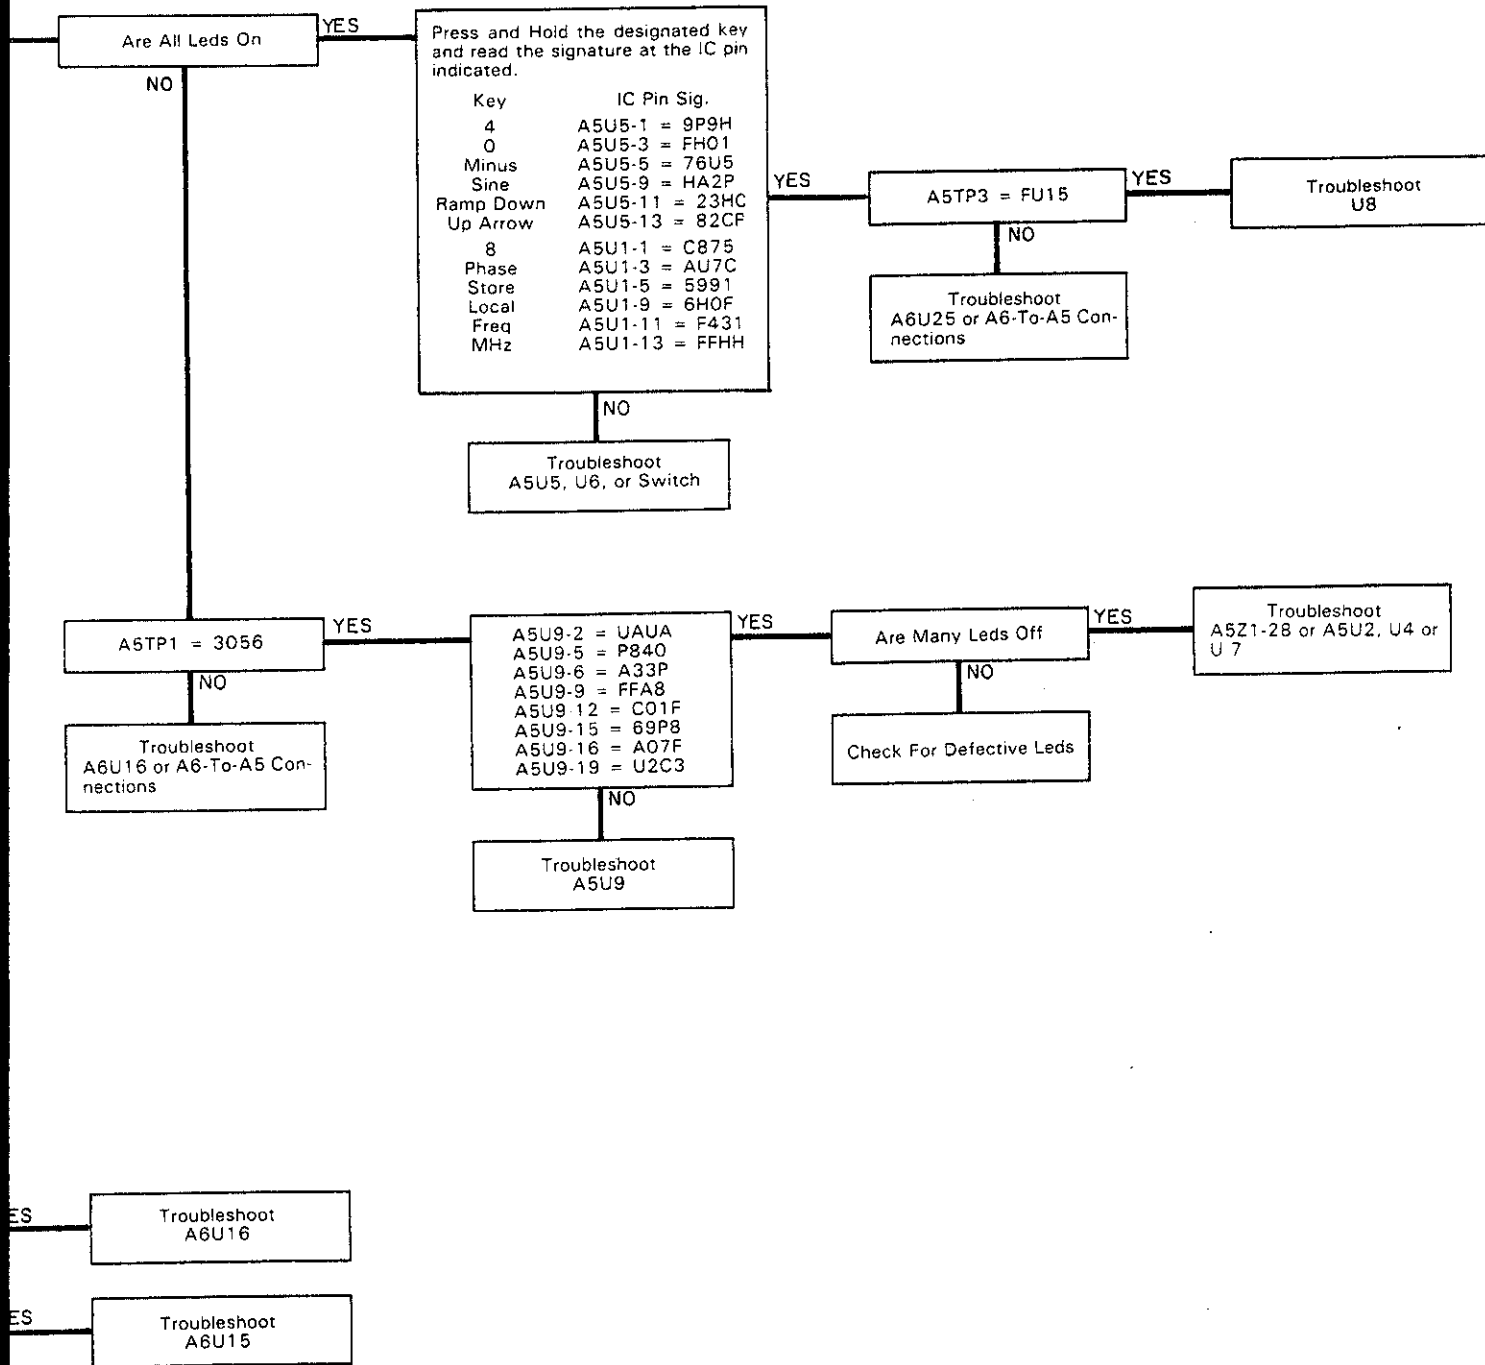 Are All Leds On
YES
NO
Press and Hold the designated key
and read the signature at the IC pin
indicated.
Key IC Pin Sig.
4 A5U5-1 = 9P9H
0 A5U5-3 = FH01
Minus A5U5-5 = 76U5
Sine A5U5-9 = HA2P
Ramp Down A5U5-11 = 23HC
Up Arrow A5U5-13 = 82CF
8 A5U1-1 = C875
Phase A5U1-3 = AU7C
Store A5U1-5 = 5991
Local A5U1-9 = 6H0F
Freq A5U1-11 = F431
MHz A5U1-13 = FFHH
YES
NO
A5TP3 = FU15
YES
NO
Troubleshoot
U8
Troubleshoot
A6U25 or A6-To-A5 Con-
nections
Troubleshoot
A5U5, U6, or Switch
A5TP1 = 3056
YES
NO
Troubleshoot
A6U16 or A6-To-A5 Con-
nections
A5U9-2 = UAUA
A5U9-5 = P840
A5U9-6 = A33P
A5U9-9 = FFA8
A5U9-12 = C01F
A5U9-15 = 69P8
A5U9-16 = A07F
A5U9-19 = U2C3
YES
NO
Troubleshoot
A5U9
Are Many Leds Off
YES
NO
Check For Defective Leds
Troubleshoot
A5Z1-28 or A5U2, U4 or
U 7
ES
Troubleshoot
A6U16
ES
Troubleshoot
A6U15